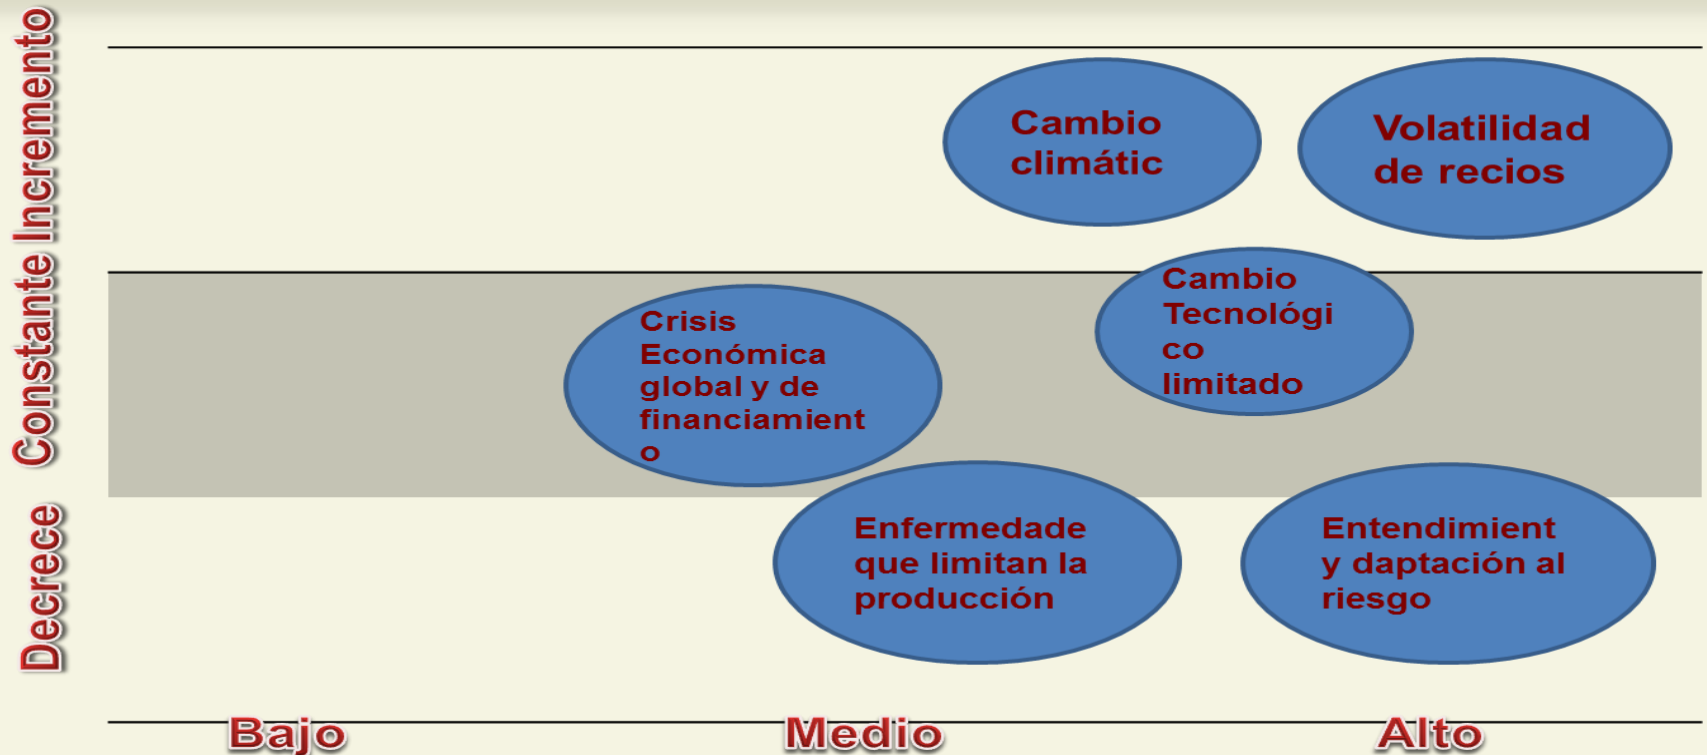 Incremento
Constante
Decrece
Cambio
climátic
Volatilidad
de recios
Cambio
Tecnológi
co
limitado
Crisis
Económica
global y de
financiamient
o
Enfermedade
que limitan la
producción
Entendimient
y daptación al
riesgo
Bajo
Medio
Alto